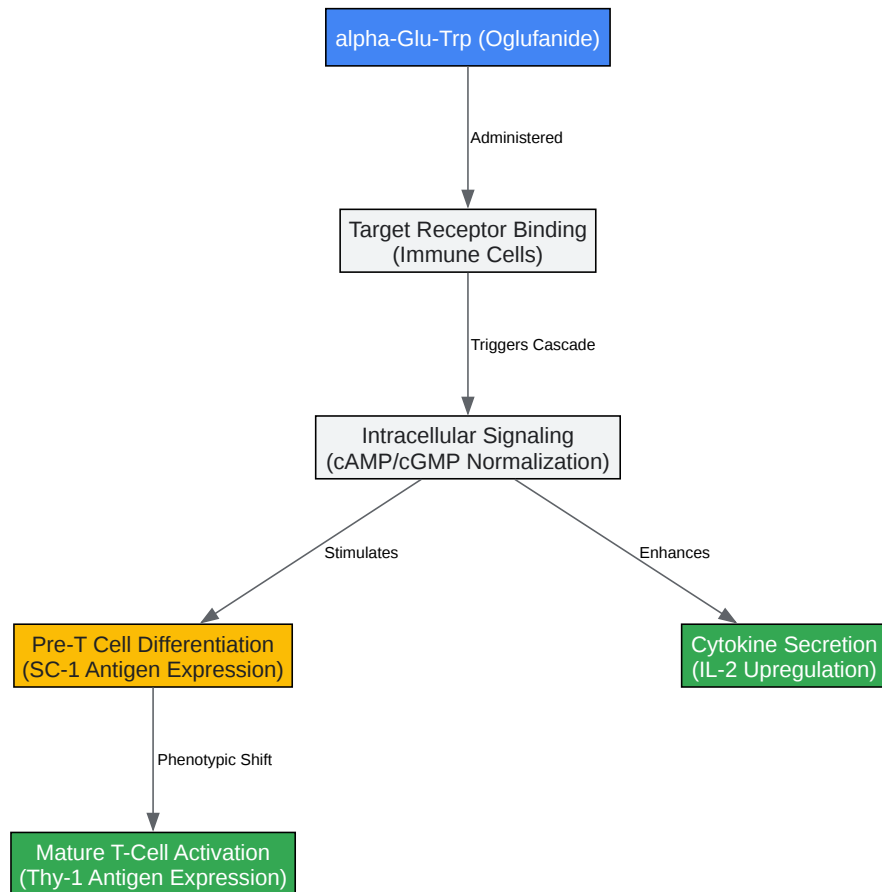 alpha-Glu-Trp (Oglufanide)
Administered
Target Receptor Binding
(Immune Cells)
Triggers Cascade
Intracellular Signaling
(cAMP/cGMP Normalization)
Stimulates
Enhances
Pre-T Cell Differentiation
(SC-1 Antigen Expression)
Cytokine Secretion
(IL-2 Upregulation)
Phenotypic Shift
Mature T-Cell Activation
(Thy-1 Antigen Expression)